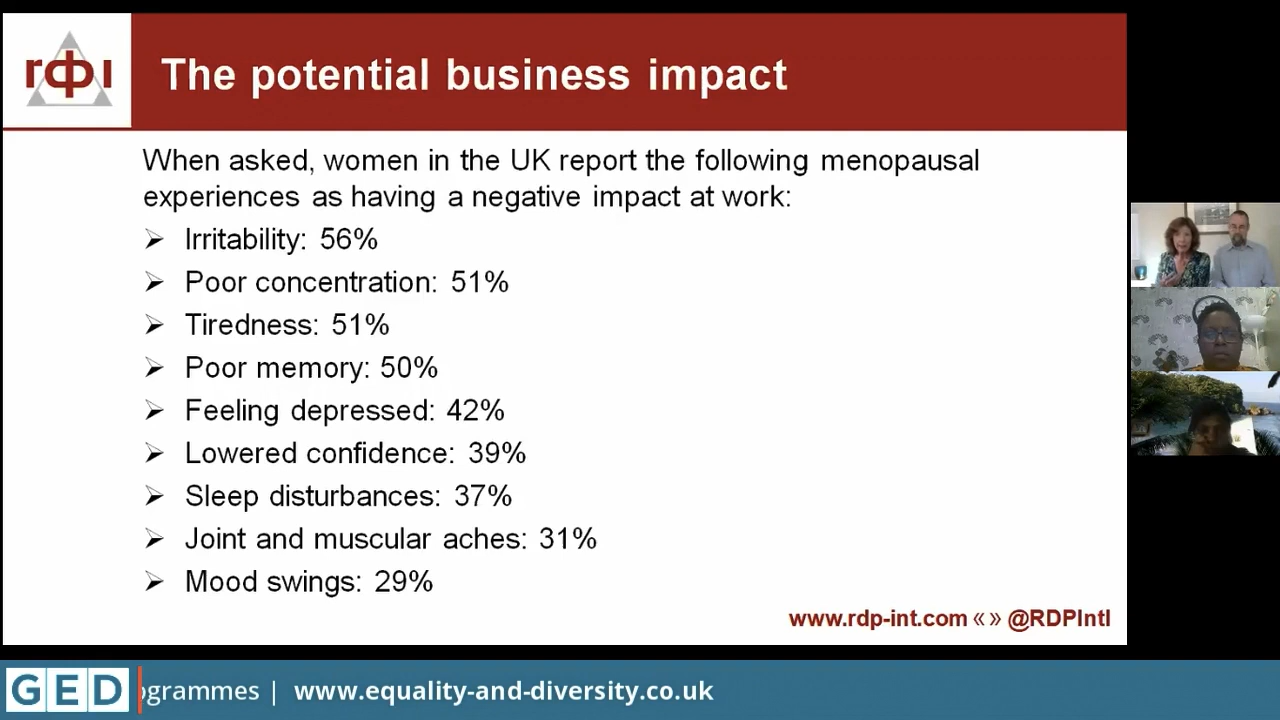 rφι
The potential business impact
When asked, women in the UK report the following menopausal
experiences as having a negative impact at work:
➢ Irritability: 56%
➢ Poor concentration: 51%
➢ Tiredness: 51%
➢ Poor memory: 50%
➢ Feeling depressed: 42%
➢ Lowered confidence: 39%
➢ Sleep disturbances: 37%
➢ Joint and muscular aches: 31%
➢ Mood swings: 29%
www.rdp-int.com «» @RDPIntl
GED ogrammes | www.equality-and-diversity.co.uk